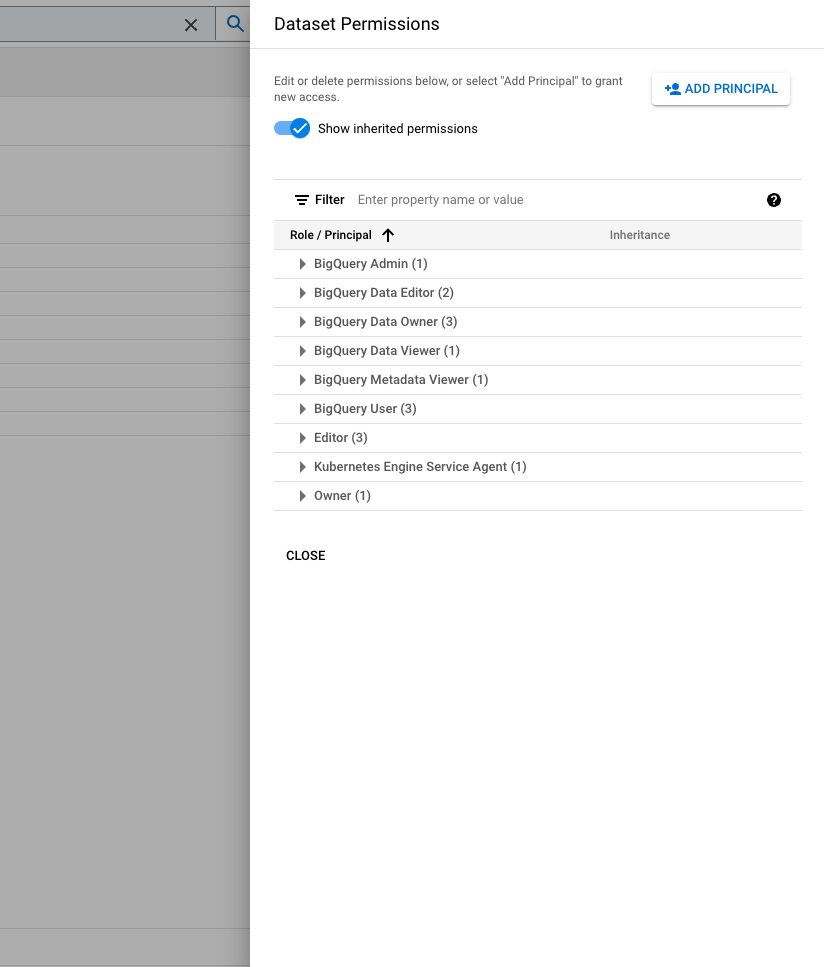 Dataset Permissions
Edit or delete permissions below, or select "Add Principal" to grant
new access.
ADD PRINCIPAL
Show inherited permissions
Filter Enter property name or value
Role / Principal Inheritance
BigQuery Admin (1)
BigQuery Data Editor (2)
BigQuery Data Owner (3)
BigQuery Data Viewer (1)
BigQuery Metadata Viewer (1)
BigQuery User (3)
Editor (3)
Kubernetes Engine Service Agent (1)
Owner (1)
CLOSE